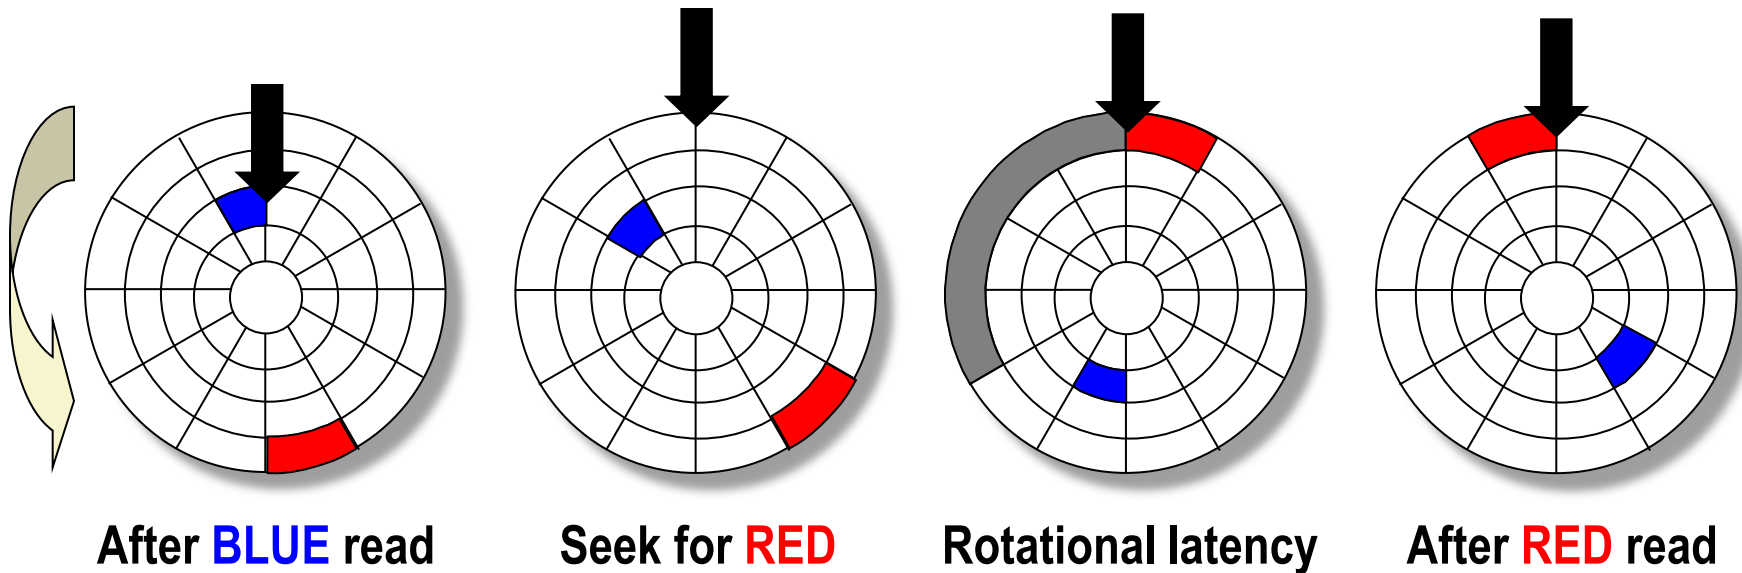 After BLUE read
Seek for RED
Rotational latency
After RED read